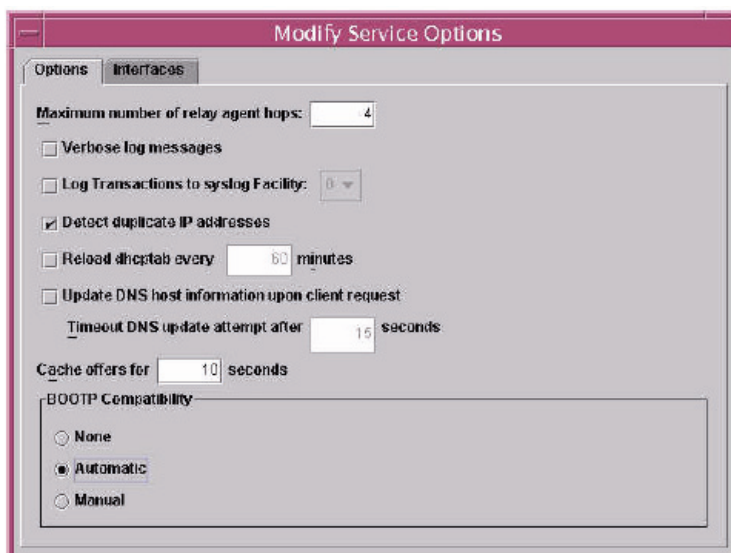 Modify Service Options
Options Interfaces
Maximum number of relay agent hops: 4
Verbose log messages
Log Transactions to syslog Facility: 0
Detect duplicate IP addresses
Reload dhcptab every 60 minutes
Update DNS host information upon client request
Timeout DNS update attempt after 15 seconds
Cache offers for 10 seconds
BOOTP Compatibility
None
Automatic
Manual